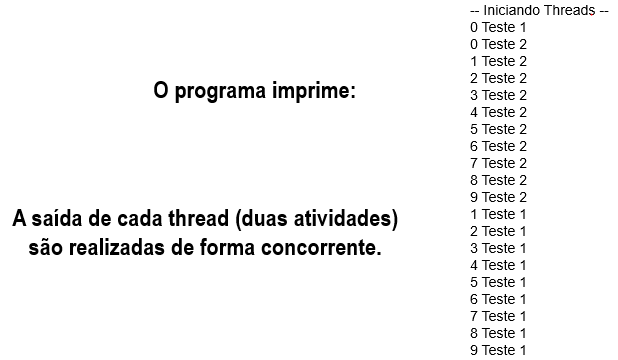 O programa imprime:
A saída de cada thread (duas atividades)
são realizadas de forma concorrente.
-- Iniciando Threads --
0 Teste 1
0 Teste 2
1 Teste 2
2 Teste 2
3 Teste 2
4 Teste 2
5 Teste 2
6 Teste 2
7 Teste 2
8 Teste 2
9 Teste 2
1 Teste 1
2 Teste 1
3 Teste 1
4 Teste 1
5 Teste 1
6 Teste 1
7 Teste 1
8 Teste 1
9 Teste 1